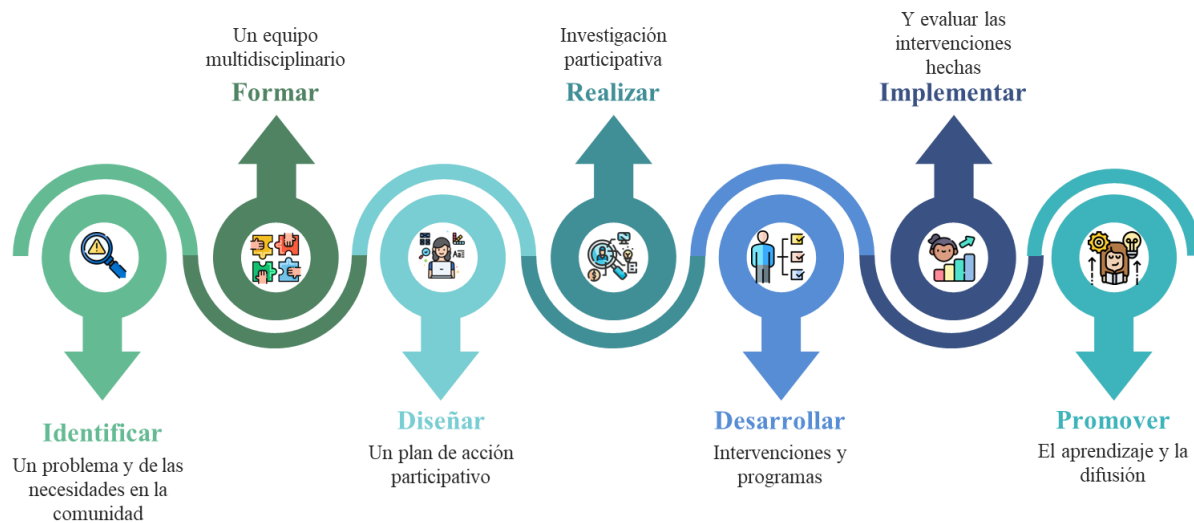 Identificar
Un problema y de las
necesidades en la
comunidad
Un equipo
multidisciplinario
Formar
Diseñar
Un plan de acción
participativo
Investigación
participativa
Realizar
Desarrollar
Intervenciones y
programas
Y evaluar las
intervenciones
hechas
Implementar
Promover
El aprendizaje y la
difusión